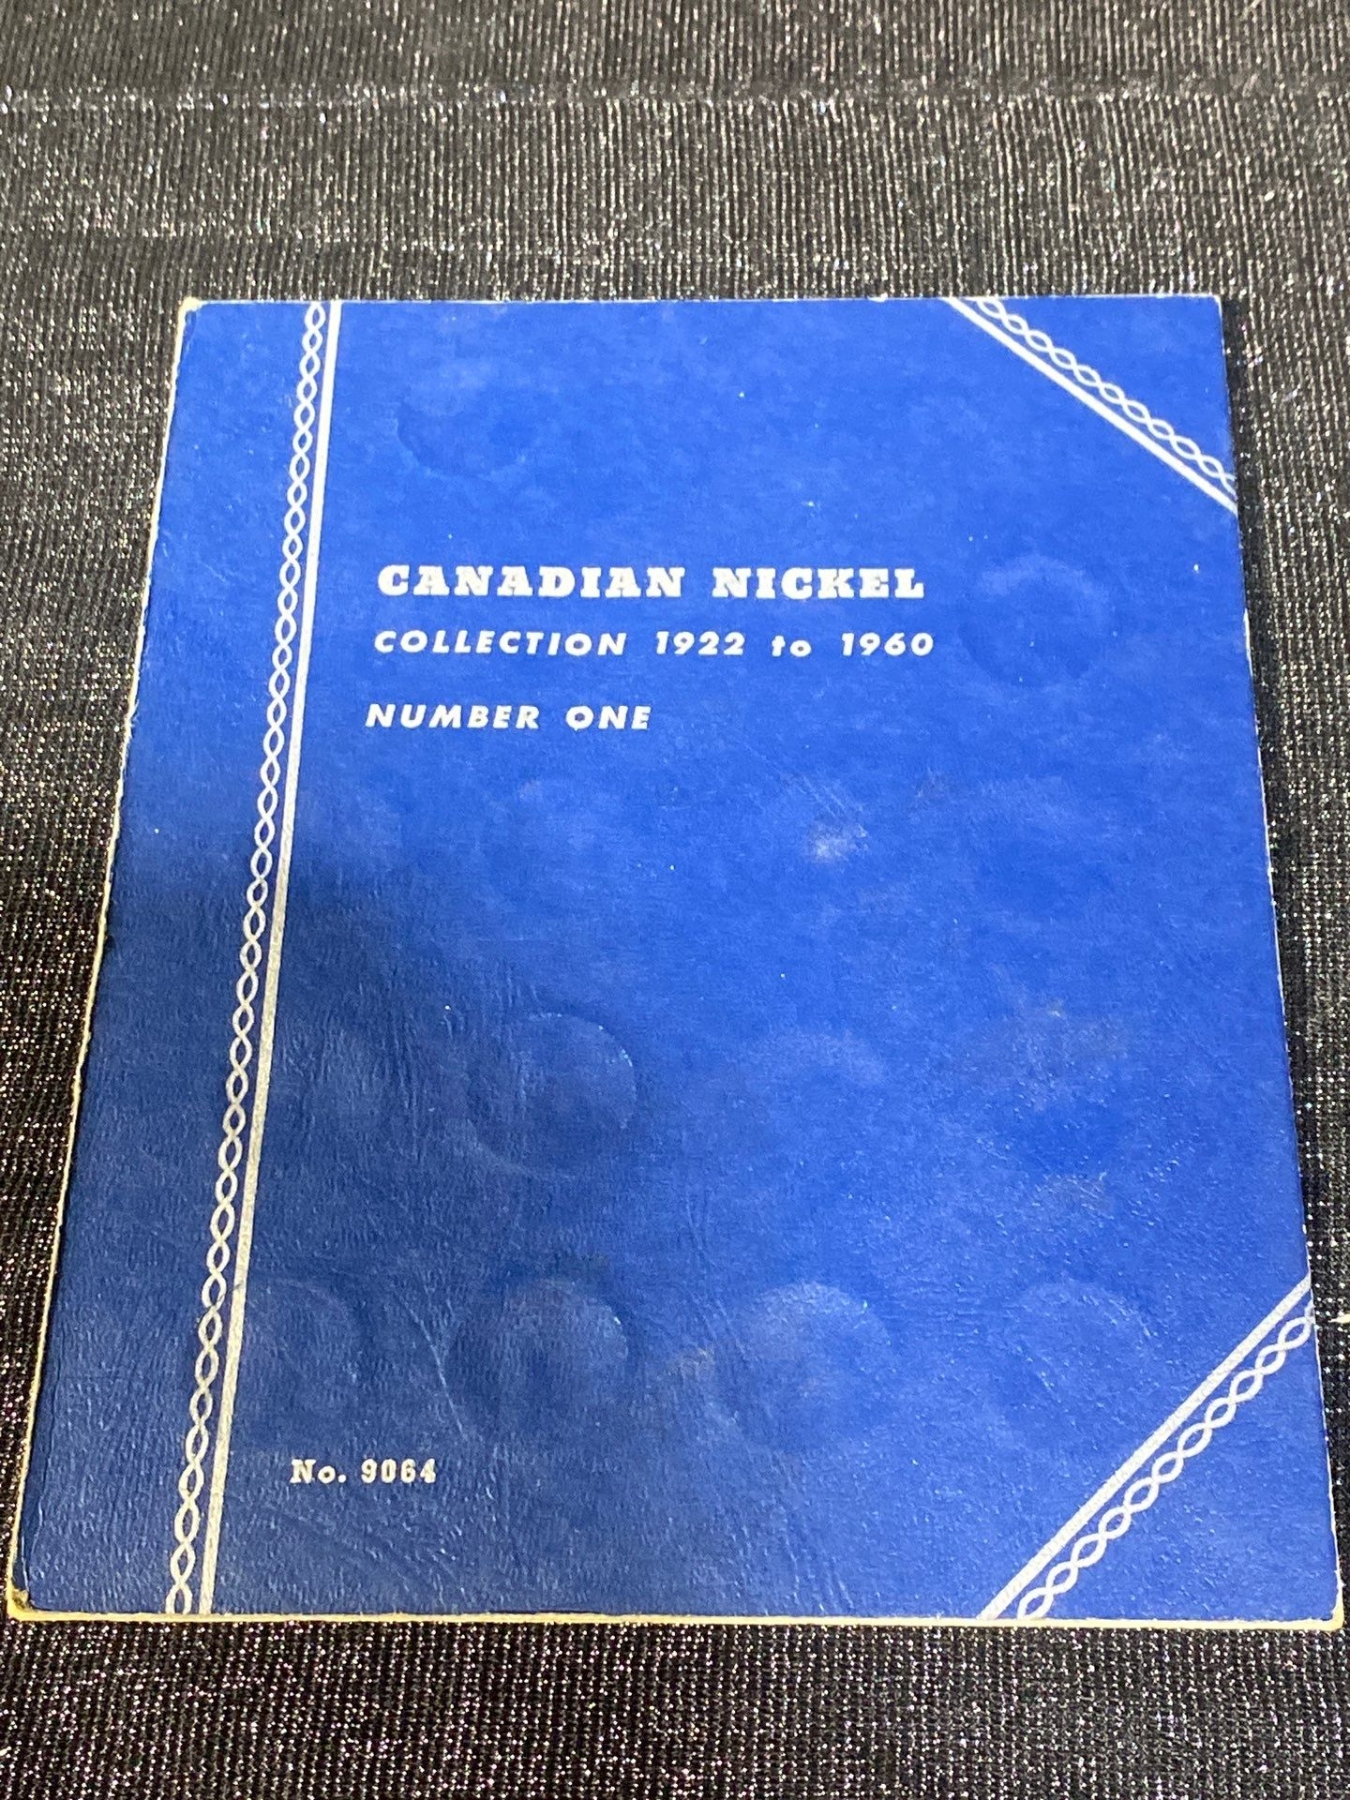 CANADIAN NICKEL
COLLECTION 1922 to 1960
NUMBER ONE
No. 9064